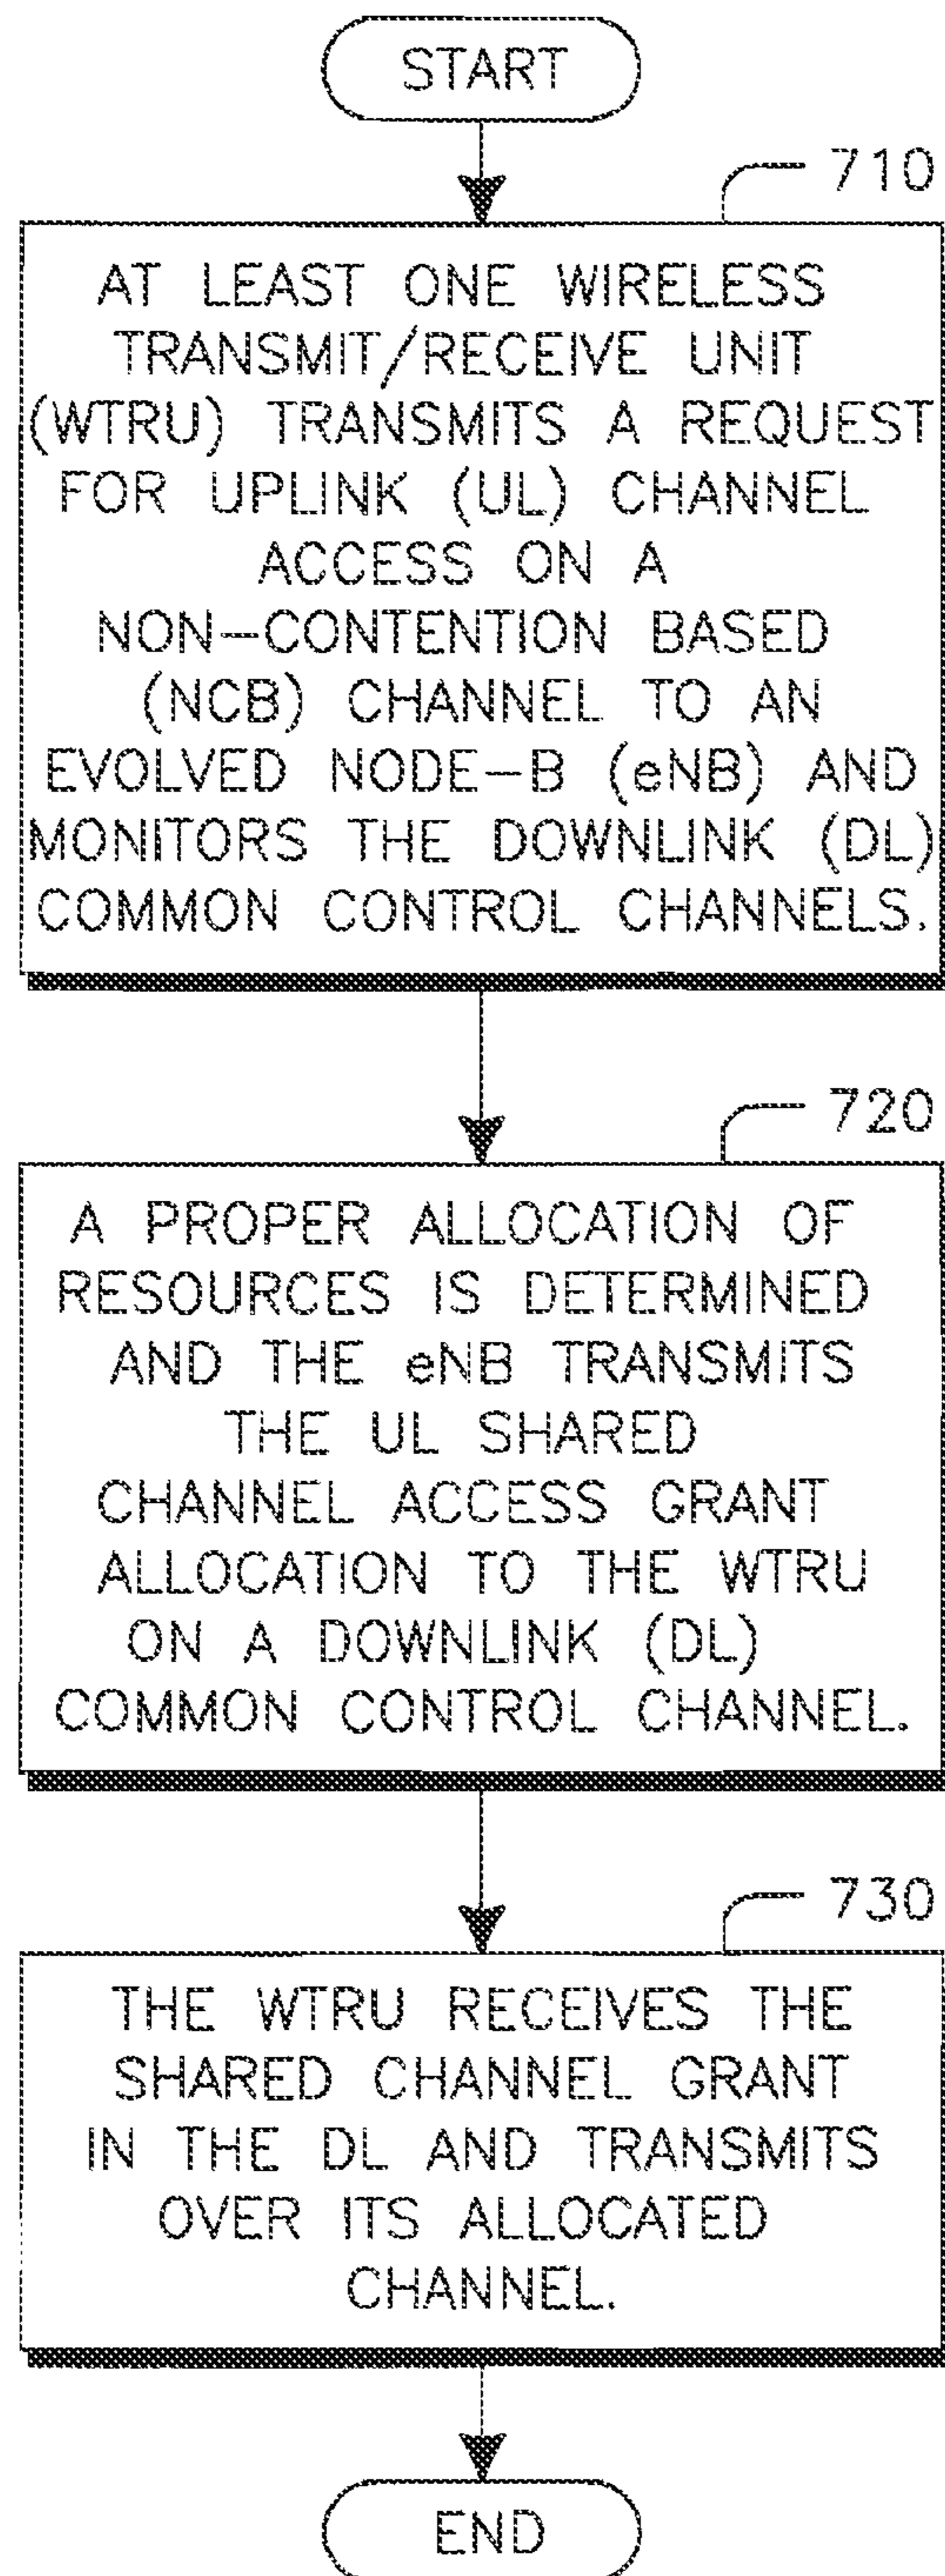 START
710
AT LEAST ONE WIRELESS
TRANSMIT/RECEIVE UNIT
(WTRU) TRANSMITS A REQUEST
FOR UPLINK (UL) CHANNEL
ACCESS ON A
NON-CONTENTION BASED
(NCB) CHANNEL TO AN
EVOLVED NODE-B (eNB) AND
MONITORS THE DOWNLINK (DL)
COMMON CONTROL CHANNELS.
720
A PROPER ALLOCATION OF
RESOURCES IS DETERMINED
AND THE eNB TRANSMITS
THE UL SHARED
CHANNEL ACCESS GRANT
ALLOCATION TO THE WTRU
ON A DOWNLINK (DL)
COMMON CONTROL CHANNEL.
730
THE WTRU RECEIVES THE
SHARED CHANNEL GRANT
IN THE DL AND TRANSMITS
OVER ITS ALLOCATED
CHANNEL.
END